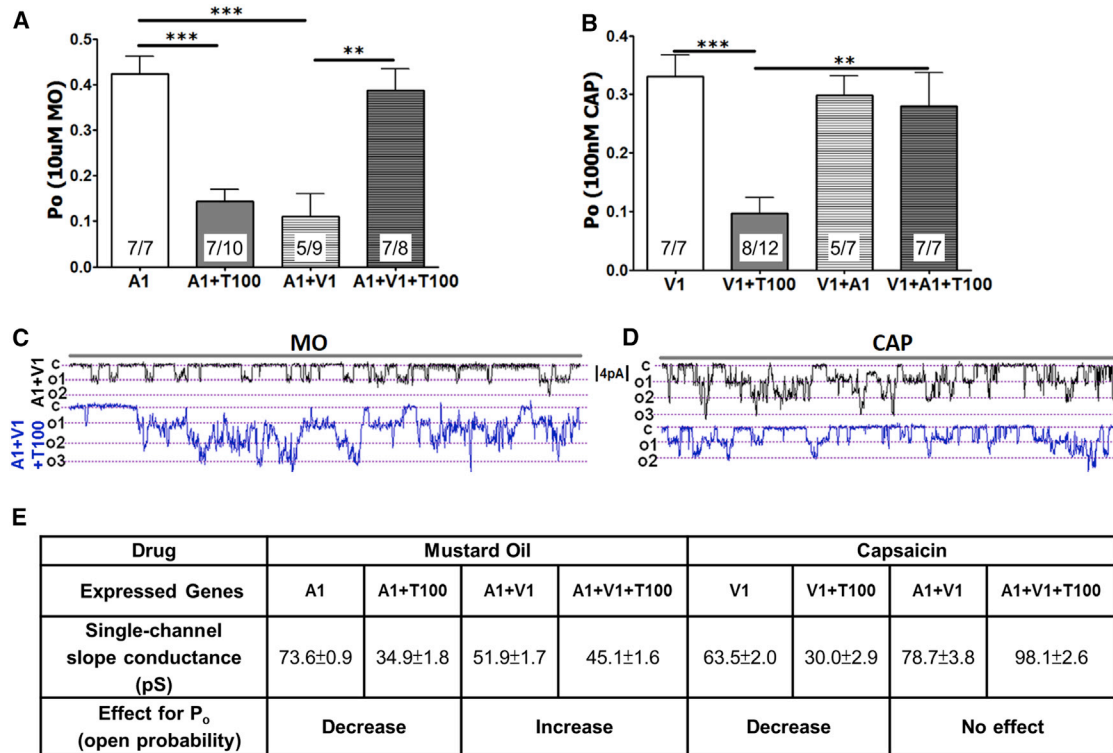 A
***
***
**
0.5
0.4
0.3
0.2
0.1
0.0
Po (10uM MO)
7/7
7/10
5/9
7/8
A1
A1+T100
A1+V1
A1+V1+T100
B
***
**
0.4
0.3
0.2
0.1
0.0
Po (100nM CAP)
7/7
8/12
5/7
7/7
V1
V1+T100
V1+A1
V1+A1+T100
C
MO
A1+V1
c
o1
o2
A1+V1
+T100
c
o1
o2
o3
D
CAP
|4pA|
c
o1
o2
o3
c
o1
o2
E
Drug
Mustard Oil
Capsaicin
Expressed Genes
A1
A1+T100
A1+V1
A1+V1+T100
V1
V1+T100
A1+V1
A1+V1+T100
Single-channel
slope conductance
(pS)
73.6±0.9
34.9±1.8
51.9±1.7
45.1±1.6
63.5±2.0
30.0±2.9
78.7±3.8
98.1±2.6
Effect for Po
(open probability)
Decrease
Increase
Decrease
No effect